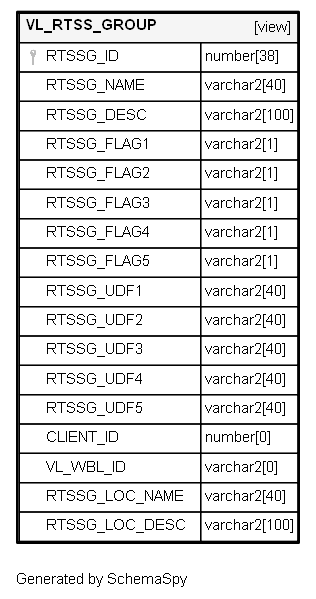 VL_RTSS_GROUP [view]
RTSSG_ID number[38]
RTSSG_NAME varchar2[40]
RTSSG_DESC varchar2[100]
RTSSG_FLAG1 varchar2[1]
RTSSG_FLAG2 varchar2[1]
RTSSG_FLAG3 varchar2[1]
RTSSG_FLAG4 varchar2[1]
RTSSG_FLAG5 varchar2[1]
RTSSG_UDF1 varchar2[40]
RTSSG_UDF2 varchar2[40]
RTSSG_UDF3 varchar2[40]
RTSSG_UDF4 varchar2[40]
RTSSG_UDF5 varchar2[40]
CLIENT_ID number[0]
VL_WBL_ID varchar2[0]
RTSSG_LOC_NAME varchar2[40]
RTSSG_LOC_DESC varchar2[100]
Generated by SchemaSpy